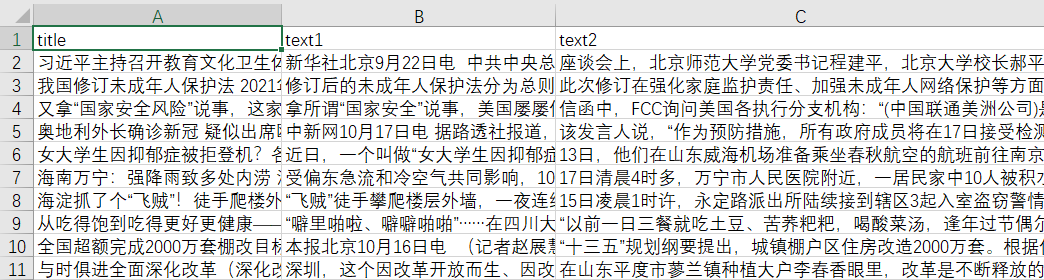 A B C
1 title text1 text2
2 习近平主持召开教育文化卫生体 新华社北京9月22日电 中共中央总 座谈会上，北京师范大学党委书记程建平，北京大学校长郝平
3 我国修订未成年人保护法 2021 修订后的未成年人保护法分为总则 此次修订在强化家庭监护责任、加强未成年人网络保护等方面
4 又拿“国家安全风险”说事，这家 拿所谓“国家安全”说事，美国屡屡 信函中，FCC询问美国各执行分支机构：“(中国联通美洲公司)是
5 奥地利外长确诊新冠 疑似出席 中新网10月17日电 据路透社报道， 该发言人说，“作为预防措施，所有政府成员将在17日接受检测
6 女大学生因抑郁症被拒登机？各 近日，一个叫做“女大学生因抑郁症 13日，他们在山东威海机场准备乘坐春秋航空的航班前往南京
7 海南万宁：强降雨致多处内涝 受偏东急流和冷空气共同影响，10 17日清晨4时多，万宁市人民医院附近，一居民家中10人被积水
8 海淀抓了个“飞贼”！徒手爬楼外 “飞贼”徒手攀爬楼层外墙，一夜连 15日凌晨1时许，永定路派出所陆续接到辖区3起入室盗窃警情
9 从吃得饱到吃得更好更健康—— “噼里啪啦、噼噼啪啪”……在四川大 “以前一日三餐就吃土豆、苦荞粑粑，喝酸菜汤，逢年过节偶尔
10 全国超额完成2000万套棚改目标 本报北京10月16日电 （记者赵展慧 “十三五”规划纲要提出，城镇棚户区住房改造2000万套。根据住
11 与时俱进全面深化改革（深化改 深圳，这个因改革开放而生、因改 在山东平度市蓼兰镇种植大户李春香眼里，改革是不断释放的